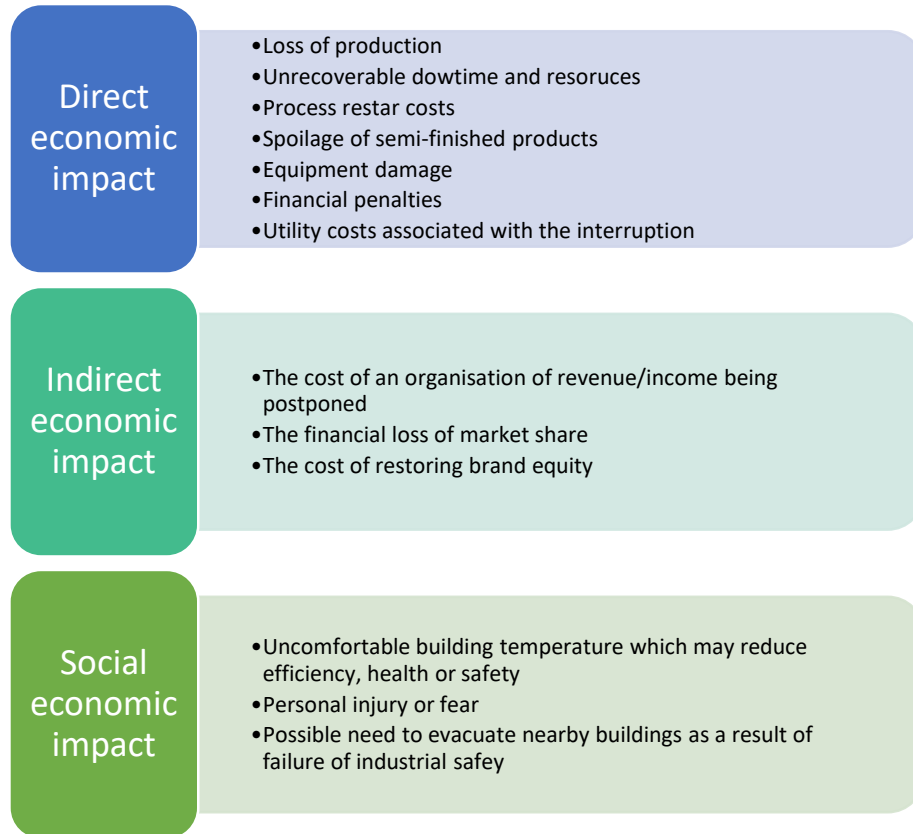 Direct
economic
impact
•Loss of production
•Unrecoverable dowtime and resoruces
•Process restar costs
•Spoilage of semi-finished products
•Equipment damage
•Financial penalties
•Utility costs associated with the interruption
Indirect
economic
impact
•The cost of an organisation of revenue/income being
postponed
•The financial loss of market share
•The cost of restoring brand equity
Social
economic
impact
•Uncomfortable building temperature which may reduce
efficiency, health or safety
•Personal injury or fear
•Possible need to evacuate nearby buildings as a result of
failure of industrial safey